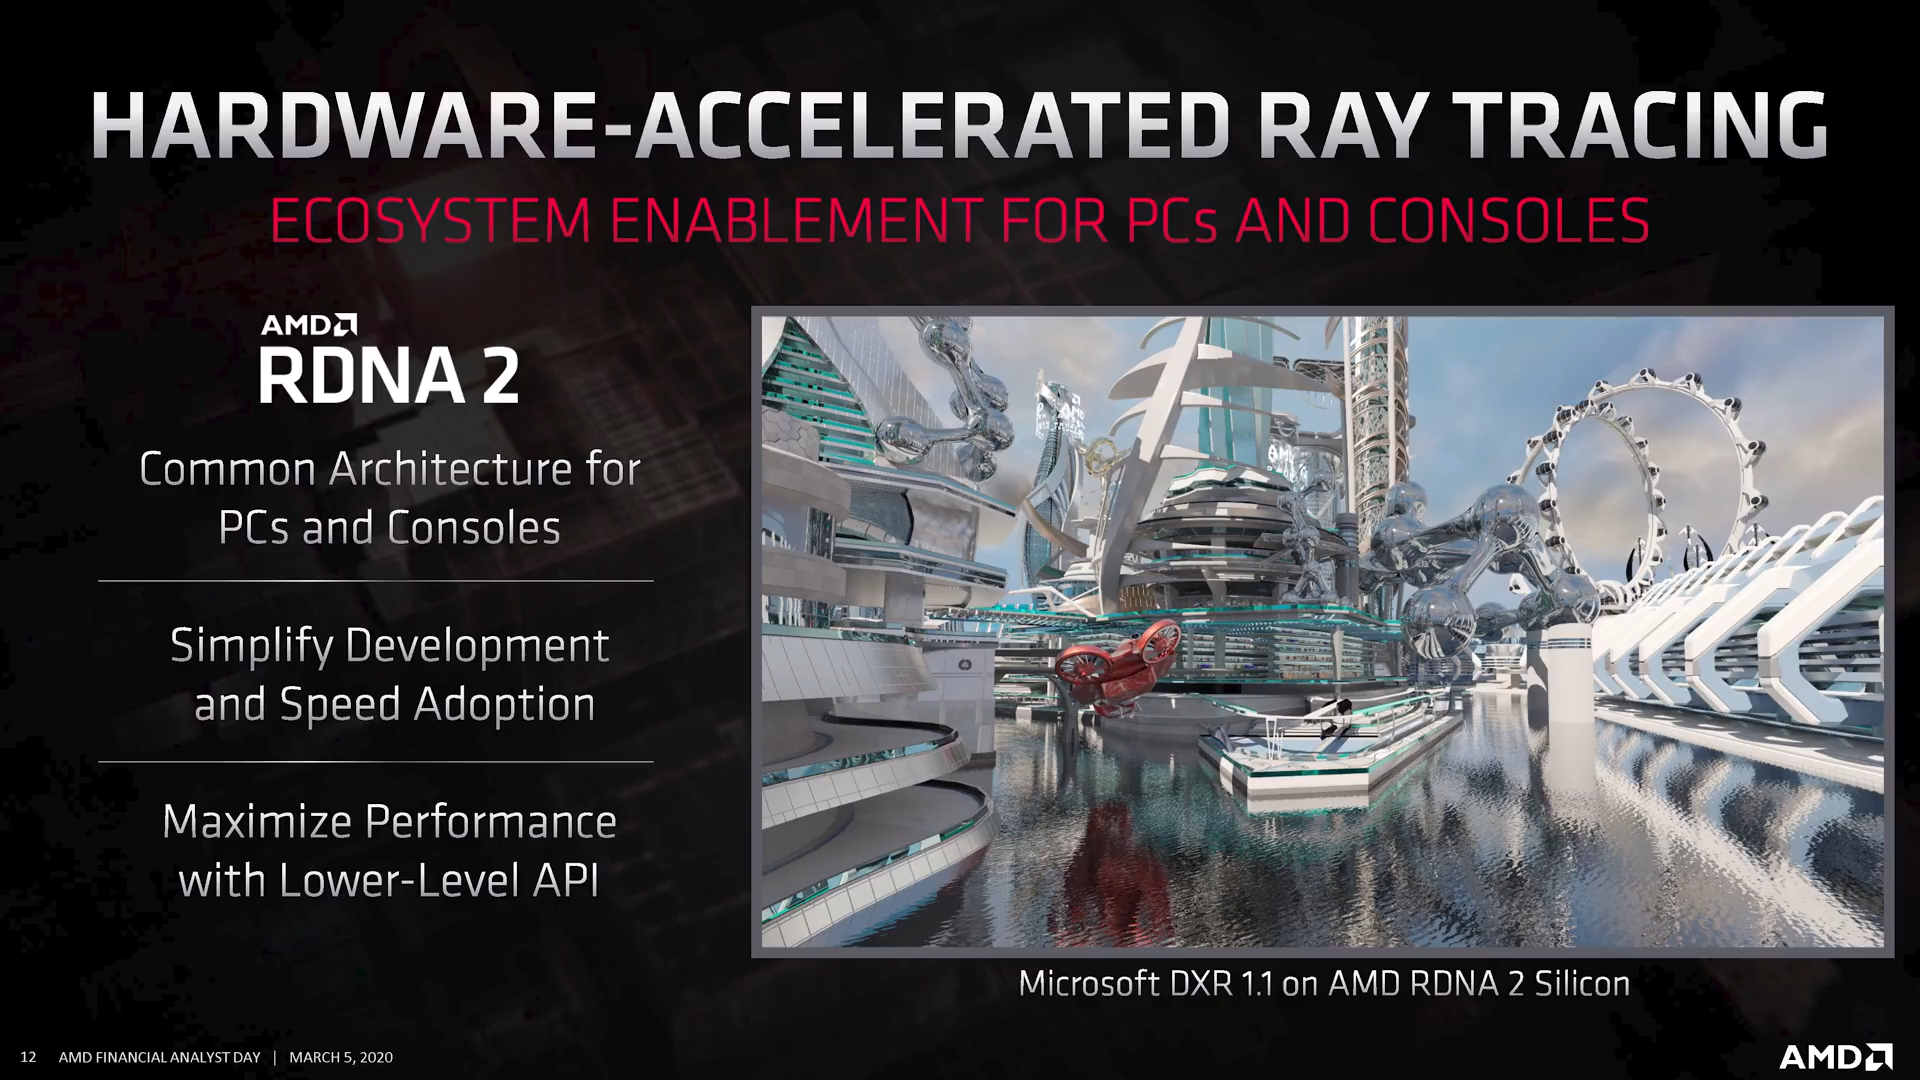 HARDWARE-ACCELERATED RAY TRACING
ECOSYSTEM ENABLEMENT FOR PCs AND CONSOLES
AMD
RDNA 2
Common Architecture for
PCs and Consoles
Simplify Development
and Speed Adoption
Maximize Performance
with Lower-Level API
AMD
Microsoft DXR 1.1 on AMD RDNA 2 Silicon
12 AMD FINANCIAL ANALYST DAY | MARCH 5, 2020
AMD